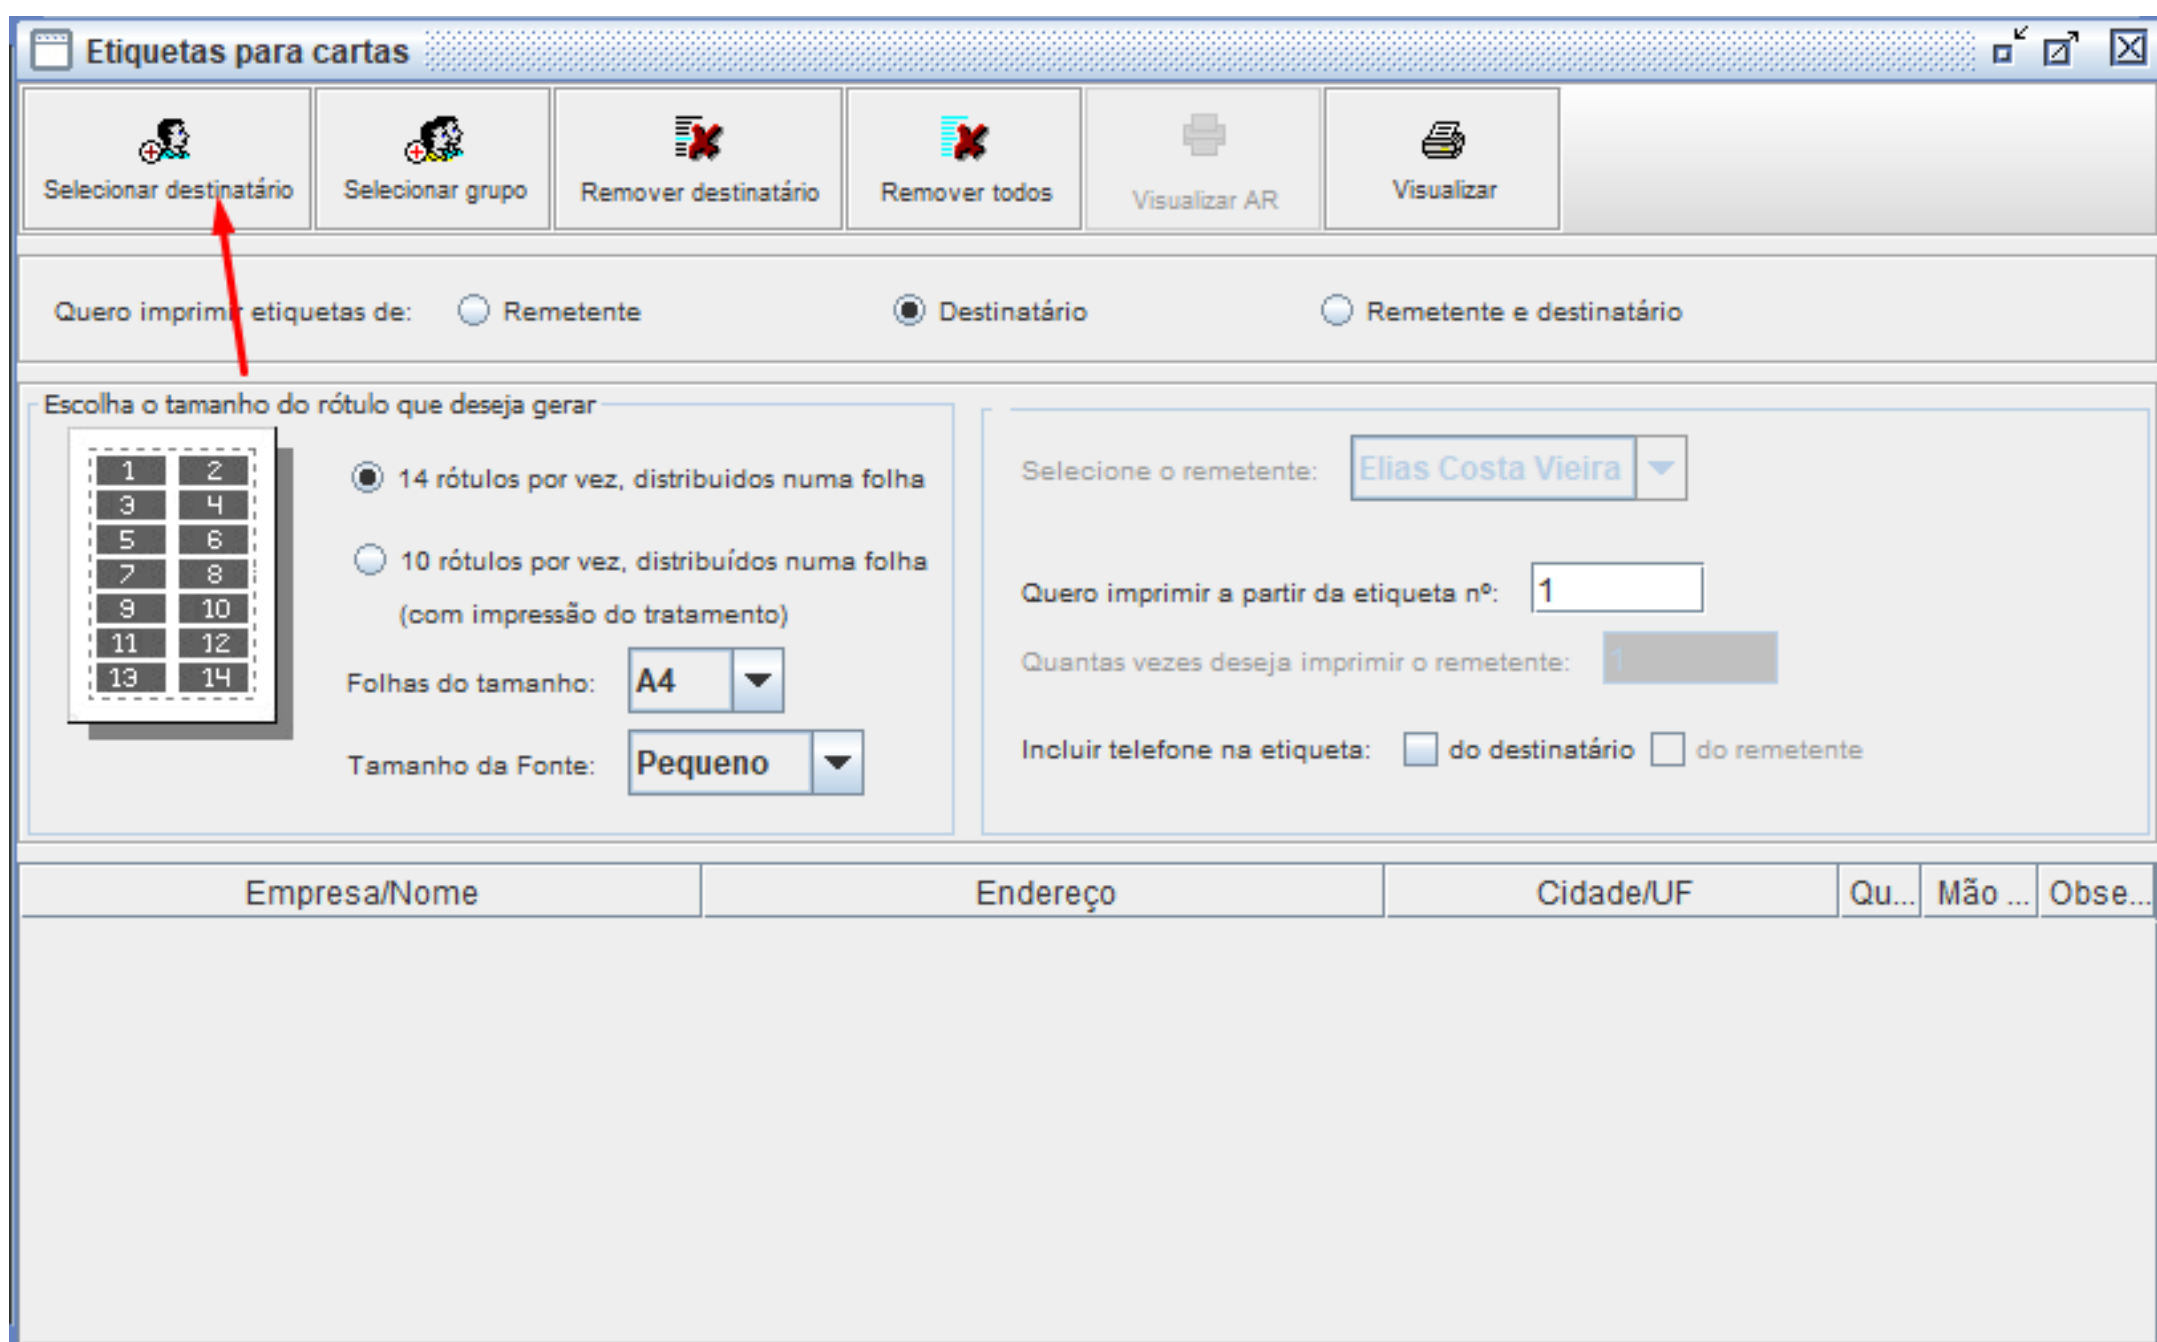 Etiquetas para cartas
Selecionar destinatário
Selecionar grupo
Remover destinatário
Remover todos
Visualizar AR
Visualizar
Quero imprimir etiquetas de:
Remetente
Destinatário
Remetente e destinatário
Escolha o tamanho do rótulo que deseja gerar
1 2
3 4
5 6
7 8
9 10
11 12
13 14
14 rótulos por vez, distribuidos numa folha
10 rótulos por vez, distribuídos numa folha
(com impressão do tratamento)
Folhas do tamanho: A4
Tamanho da Fonte: Pequeno
Selecione o remetente: Elias Costa Vieira
Quero imprimir a partir da etiqueta nº: 1
Quantas vezes deseja imprimir o remetente: 1
Incluir telefone na etiqueta: do destinatário do remetente
Empresa/Nome Endereço Cidade/UF Qu... Mão ... Obse...